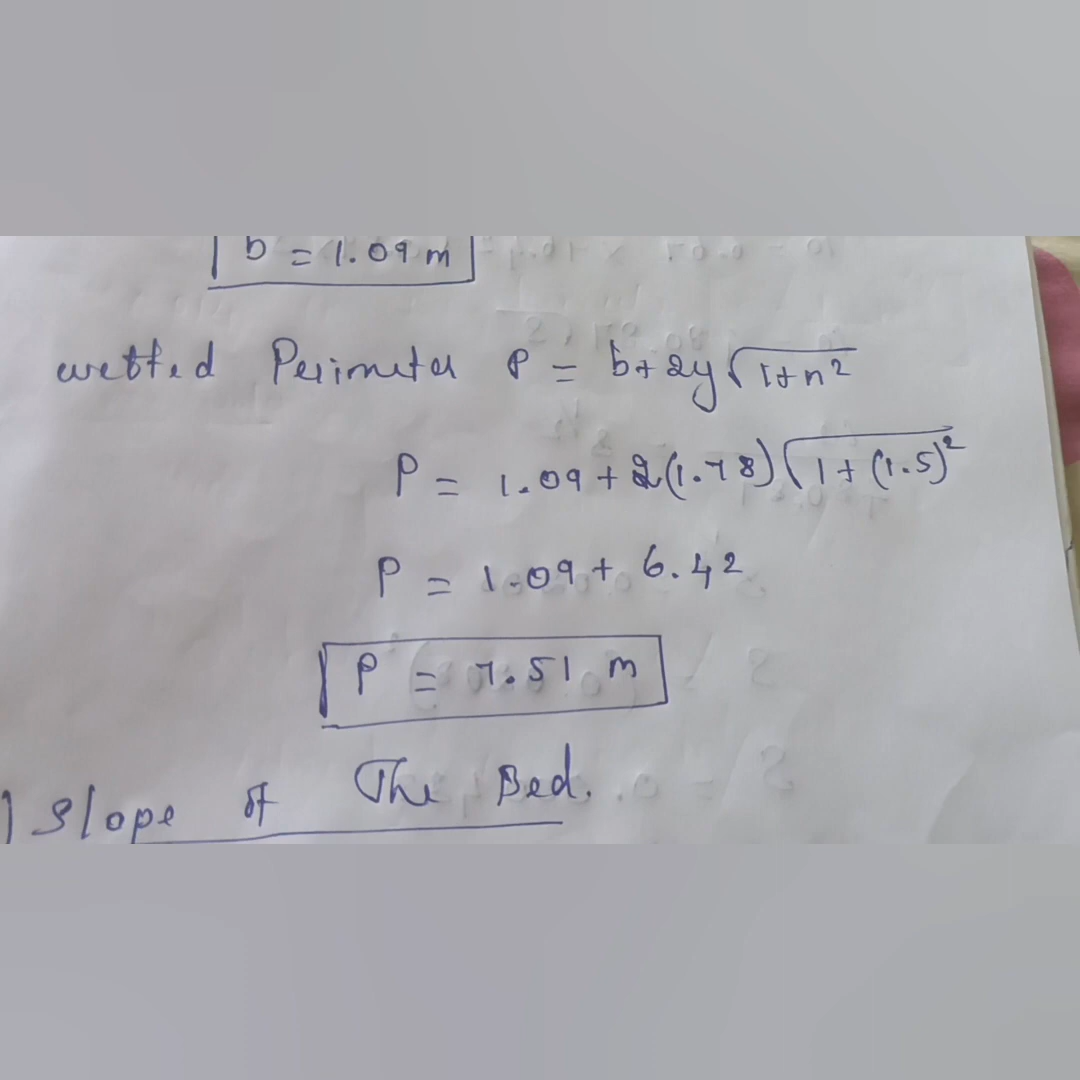 b = 1.09 m
wetted Perimeter P = b+2y√1+n²
P = 1.09+2(1.78)√1+(1.5)²
P = 1.09+ 6.42
P = 7.51 m
) Slope of The Bed.